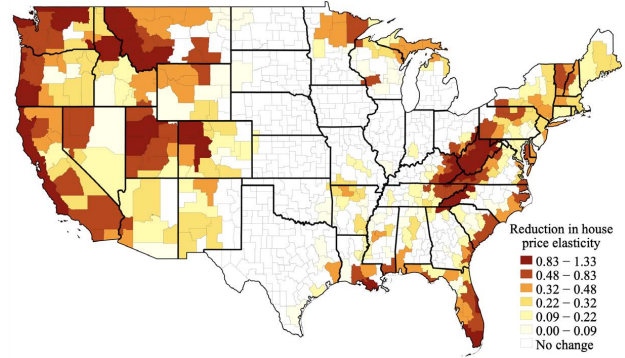 Reduction in house
price elasticity
0.83 – 1.33
0.48 – 0.83
0.32 – 0.48
0.22 – 0.32
0.09 – 0.22
0.00 – 0.09
No change